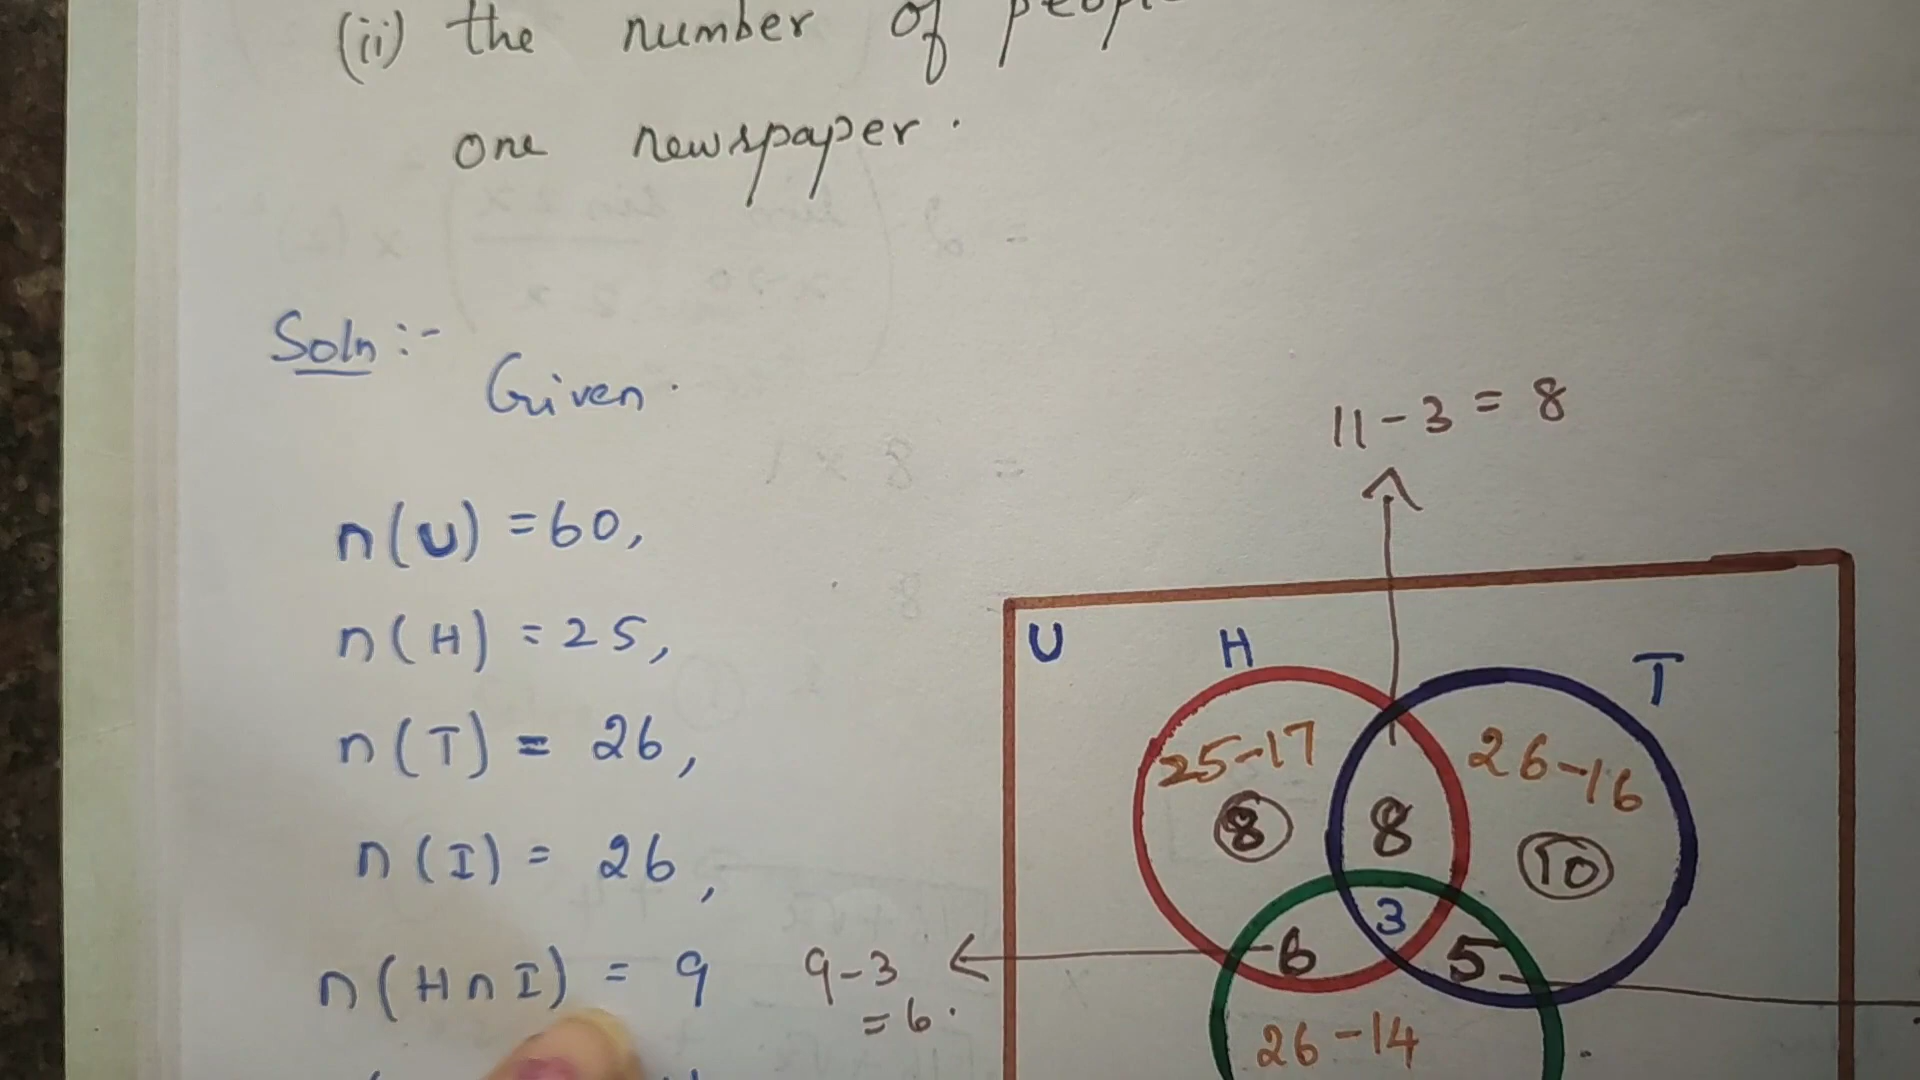 (ii) the number of
one newspaper.
Soln :-
Given.
n(U) = 60,
n(H) = 25,
n(T) = 26,
n(I) = 26,
n(H∩I) = 9
9-3
= 6.
11-3 = 8
U H T
25-17
26-16
8
8
10
3
6
5
26-14